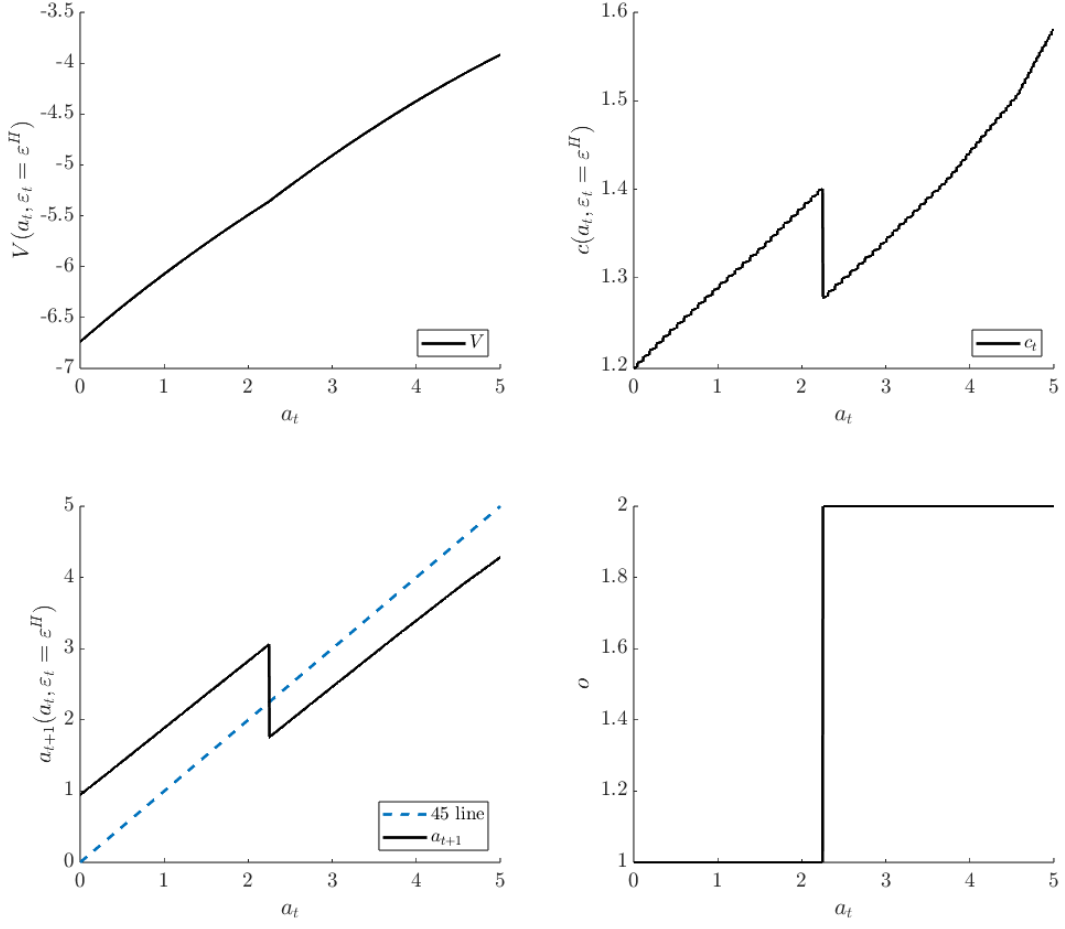 -3.5
-4
-4.5
-5
-5.5
-6
-6.5
-7
V(a_t, ε_t = ε^H)
0 1 2 3 4 5
a_t
V
1.6
1.5
1.4
1.3
1.2
c(a_t, ε_t = ε^H)
0 1 2 3 4 5
a_t
c_t
5
4
3
2
1
0
a_{t+1}(a_t, ε_t = ε^H)
0 1 2 3 4 5
a_t
45 line
a_{t+1}
2
1.8
1.6
1.4
1.2
1
o
0 1 2 3 4 5
a_t